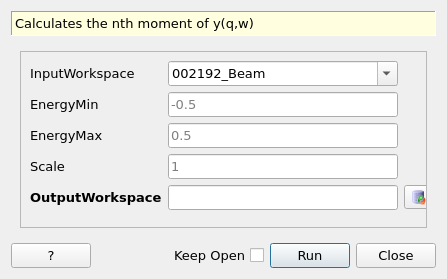 Calculates the nth moment of y(q,w)
InputWorkspace 002192_Beam
EnergyMin -0.5
EnergyMax 0.5
Scale 1
OutputWorkspace
? Keep Open Run Close